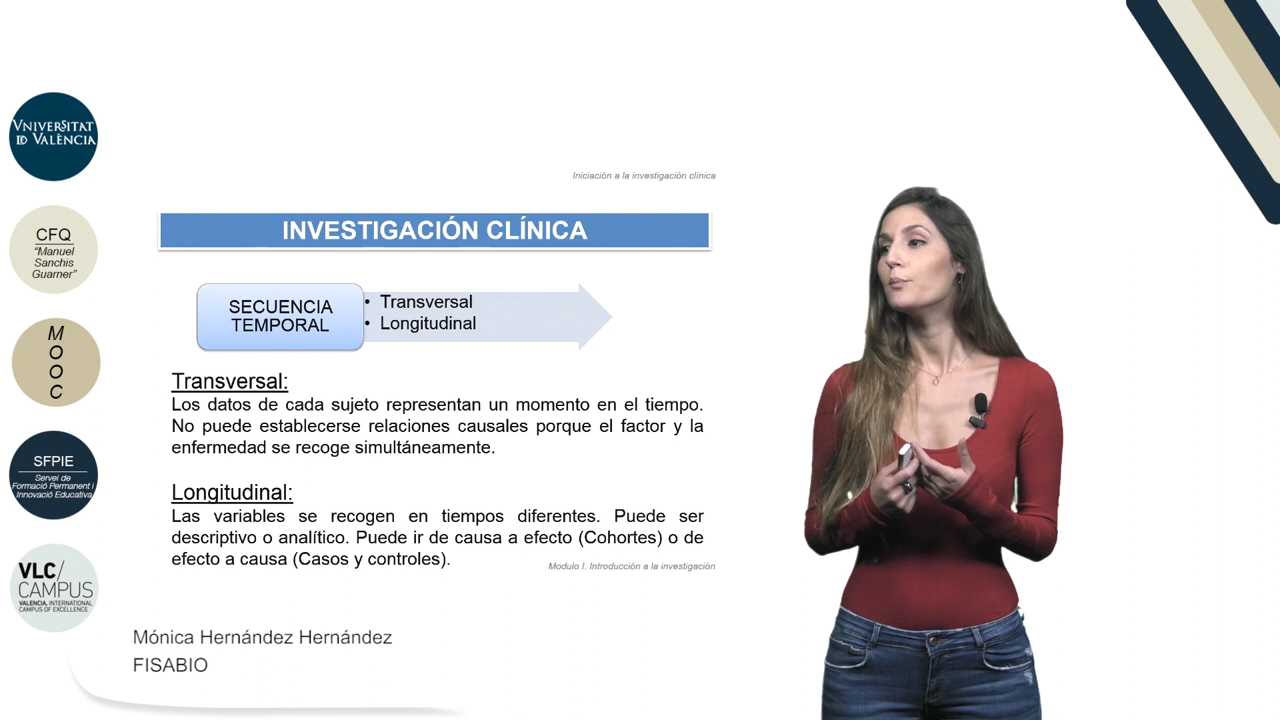 VNIVERSITAT
ID VALÈNCIA
CFQ
“Manuel
Sanchis
Guarner”
M
O
O
C
SFPIE
Servei de
Formació Permanent i
Innovació Educativa
VLC/
CAMPUS
VALENCIA, INTERNATIONAL
CAMPUS OF EXCELLENCE
Iniciación a la investigación clínica
INVESTIGACIÓN CLÍNICA
SECUENCIA
TEMPORAL
• Transversal
• Longitudinal
Transversal:
Los datos de cada sujeto representan un momento en el tiempo.
No puede establecerse relaciones causales porque el factor y la
enfermedad se recoge simultáneamente.
Longitudinal:
Las variables se recogen en tiempos diferentes. Puede ser
descriptivo o analítico. Puede ir de causa a efecto (Cohortes) o de
efecto a causa (Casos y controles).
Modulo I. Introducción a la investigación
Mónica Hernández Hernández
FISABIO